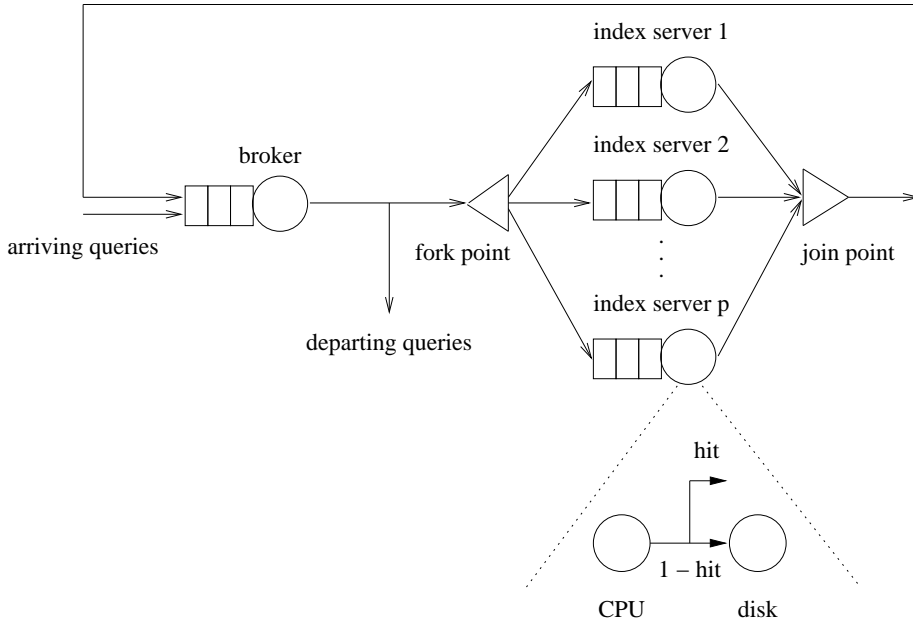 index server 1
index server 2
broker
arriving queries
fork point
join point
.
.
.
index server p
departing queries
hit
1 – hit
CPU
disk